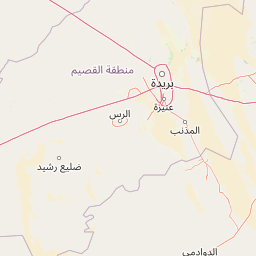 منطقة القصيم
بريدة
عنيزة
الرس
المذنب
ضليع رشيد
الدوادمي